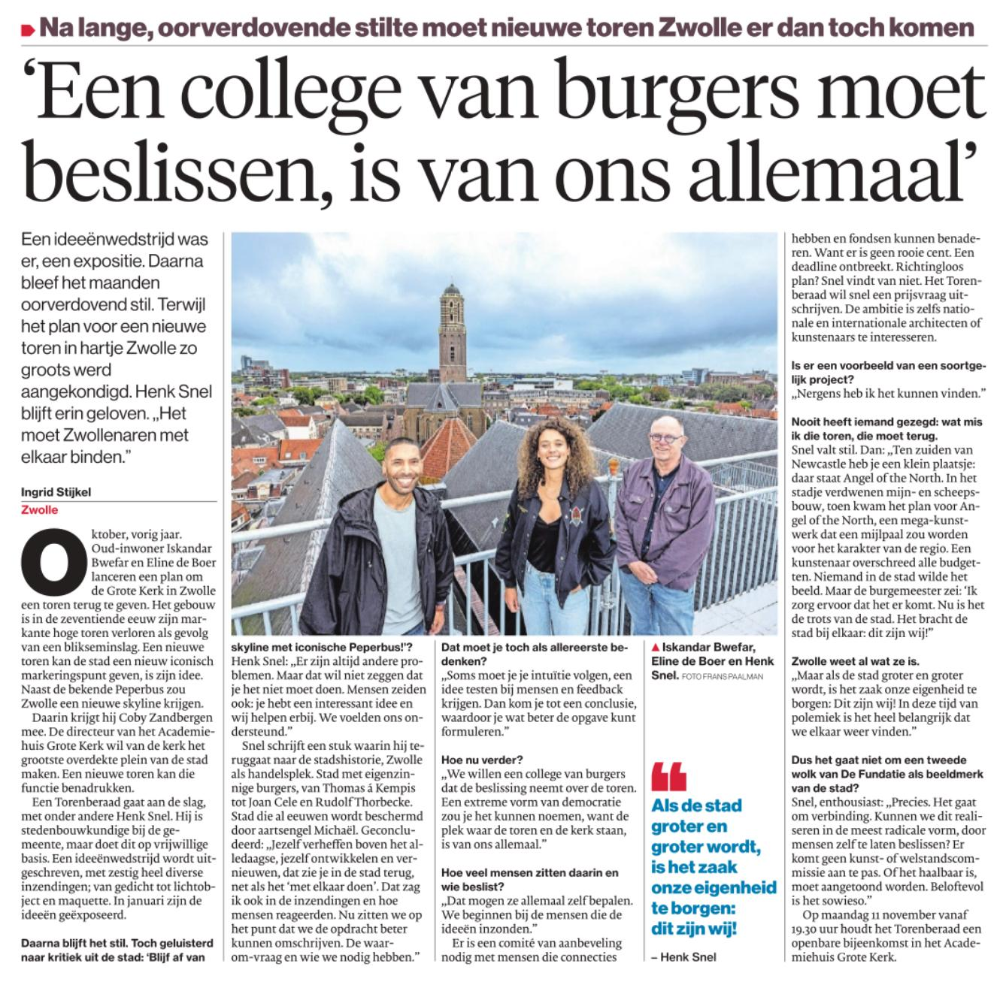 Na lange, oorverdovende stilte moet nieuwe toren Zwolle er dan toch komen
‘Een college van burgers moet
beslissen, is van ons allemaal’
Een ideeënwedstrijd was
er, een expositie. Daarna
bleef het maanden
oorverdovend stil. Terwijl
het plan voor een nieuwe
toren in hartje Zwolle zo
groots werd
aangekondigd. Henk Snel
blijft erin geloven. „Het
moet Zwollenaren met
elkaar binden.”
Ingrid Stijkel
Zwolle
Oktober, vorig jaar.
Oud-inwoner Iskandar
Bwefar en Eline de Boer
lanceren een plan om
de Grote Kerk in Zwolle
een toren terug te geven. Het gebouw
is in de zeventiende eeuw zijn mar-
kante hoge toren verloren als gevolg
van een blikseminslag. Een nieuwe
toren kan de stad een nieuw iconisch
markeringspunt geven, is zijn idee.
Naast de bekende Peperbus zou
Zwolle een nieuwe skyline krijgen.
Daarin krijgt hij Coby Zandbergen
mee. De directeur van het Academie-
huis Grote Kerk wil van de kerk het
grootste overdekte plein van de stad
maken. Een nieuwe toren kan die
functie benadrukken.
Een Torenberaad gaat aan de slag,
met onder andere Henk Snel. Hij is
stedenbouwkundige bij de ge-
meente, maar doet dit op vrijwillige
basis. Een ideeënwedstrijd wordt uit-
geschreven, met zestig heel diverse
inzendingen; van gedicht tot lichtob-
ject en maquette. In januari zijn de
ideeën geëxposeerd.
Daarna blijft het stil. Toch geluisterd
naar kritiek uit de stad: ‘Blijf af van
skyline met iconische Peperbus!’?
Henk Snel: „Er zijn altijd andere pro-
blemen. Maar dat wil niet zeggen dat
je het niet moet doen. Mensen zeiden
ook: je hebt een interessant idee en
wij helpen erbij. We voelden ons on-
dersteund.”
Snel schrijft een stuk waarin hij te-
ruggaat naar de stadshistorie, Zwolle
als handelsplek. Stad met eigenzin-
nige burgers, van Thomas á Kempis
tot Joan Cele en Rudolf Thorbecke.
Stad die al eeuwen wordt beschermd
door aartsengel Michaël. Geconclu-
deerd: „Jezelf verheffen boven het al-
ledaagse, jezelf ontwikkelen en ver-
nieuwen, dat zie je in de stad terug,
net als het ‘met elkaar doen’. Dat zag
ik ook in de inzendingen en hoe
mensen reageerden. Nu zitten we op
het punt dat we de opdracht beter
kunnen omschrijven. De waar-
om-vraag en wie we nodig hebben.”
Dat moet je toch als allereerste be-
denken?
„Soms moet je je intuïtie volgen, een
idee testen bij mensen en feedback
krijgen. Dan kom je tot een conclusie,
waardoor je wat beter de opgave kunt
formuleren.”
Hoe nu verder?
„We willen een college van burgers
dat de beslissing neemt over de toren.
Een extreme vorm van democratie
zou je het kunnen noemen, want de
plek waar de toren en de kerk staan,
is van ons allemaal.”
Hoe veel mensen zitten daarin en
wie beslist?
„Dat mogen ze allemaal zelf bepalen.
We beginnen bij de mensen die de
ideeën inzonden.”
Er is een comité van aanbeveling
nodig met mensen die connecties
Iskandar Bwefar,
Eline de Boer en Henk
Snel. FOTO FRANS PAALMAN
Als de stad
groter en
groter wordt,
is het zaak
onze eigenheid
te borgen:
dit zijn wij!
– Henk Snel
hebben en fondsen kunnen benade-
ren. Want er is geen rooie cent. Een
deadline ontbreekt. Richtingloos
plan? Snel vindt van niet. Het Toren-
beraad wil snel een prijsvraag uit-
schrijven. De ambitie is zelfs natio-
nale en internationale architecten of
kunstenaars te interesseren.
Is er een voorbeeld van een soortge-
lijk project?
„Nergens heb ik het kunnen vinden.”
Nooit heeft iemand gezegd: wat mis
ik die toren, die moet terug.
Snel valt stil. Dan: „Ten zuiden van
Newcastle heb je een klein plaatsje:
daar staat Angel of the North. In het
stadje verdwenen mijn- en scheeps-
bouw, toen kwam het plan voor An-
gel of the North, een mega-kunst-
werk dat een mijlpaal zou worden
voor het karakter van de regio. Een
kunstenaar overschreed alle budget-
ten. Niemand in de stad wilde het
beeld. Maar de burgemeester zei: ‘Ik
zorg ervoor dat het er komt. Nu is het
de trots van de stad. Het bracht de
stad bij elkaar: dit zijn wij!”
Zwolle weet al wat ze is.
„Maar als de stad groter en groter
wordt, is het zaak onze eigenheid te
borgen: Dit zijn wij! In deze tijd van
polemiek is het heel belangrijk dat
we elkaar weer vinden.”
Dus het gaat niet om een tweede
wolk van De Fundatie als beeldmerk
van de stad?
Snel, enthousiast: „Precies. Het gaat
om verbinding. Kunnen we dit reali-
seren in de meest radicale vorm, door
mensen zelf te laten beslissen? Er
komt geen kunst- of welstandscom-
missie aan te pas. Of het haalbaar is,
moet aangetoond worden. Beloftevol
is het sowieso.”
Op maandag 11 november vanaf
19.30 uur houdt het Torenberaad een
openbare bijeenkomst in het Acade-
miehuis Grote Kerk.